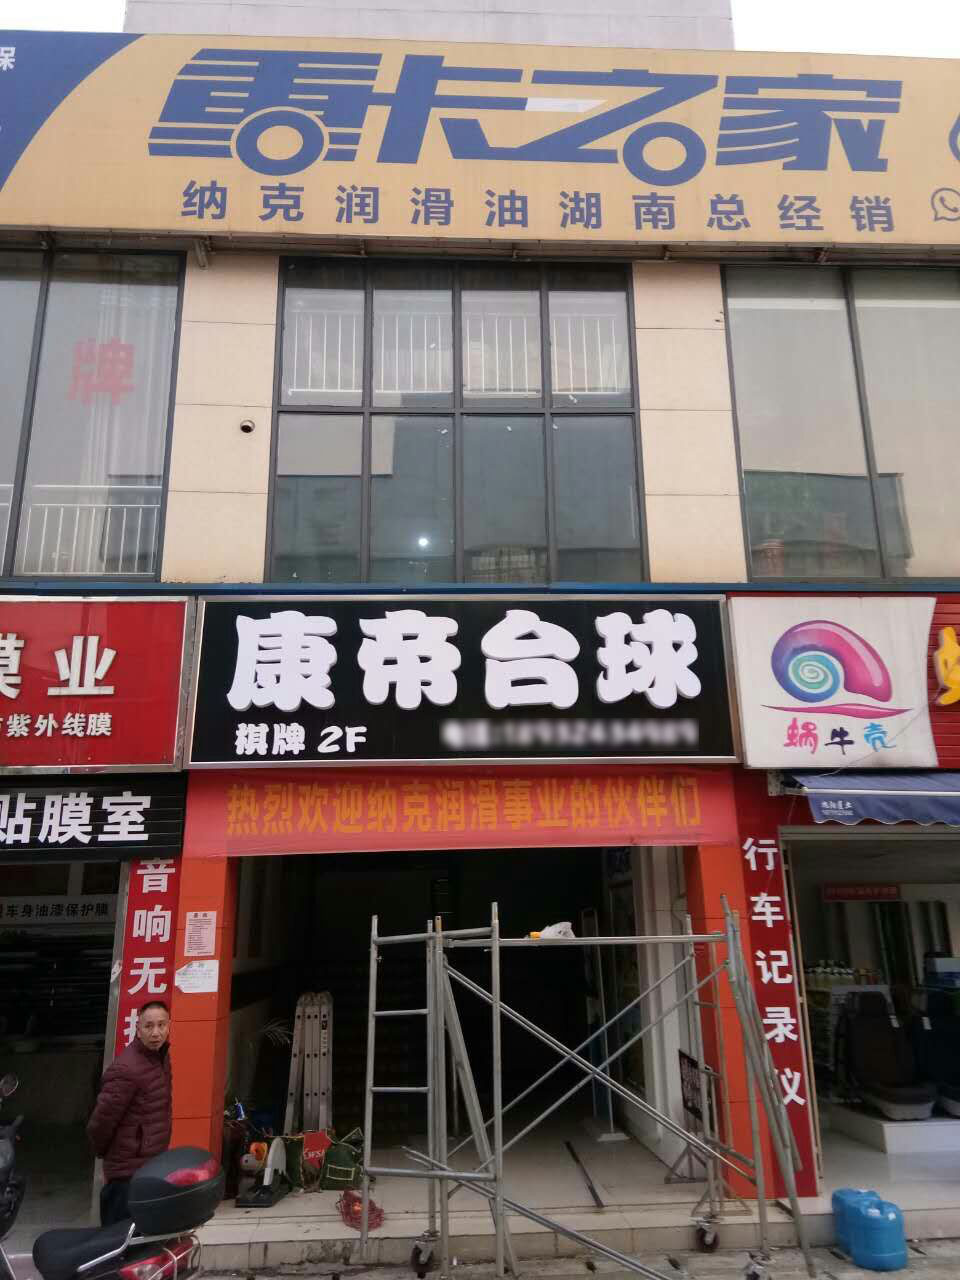 保
重卡之家
纳克润滑油湖南总经销
牌
膜业
紫外线膜
康帝台球
棋牌 2F
蜗牛壳
热烈欢迎纳克润滑事业的伙伴们
贴膜室
车身油漆保护膜
音响无
行车记录仪